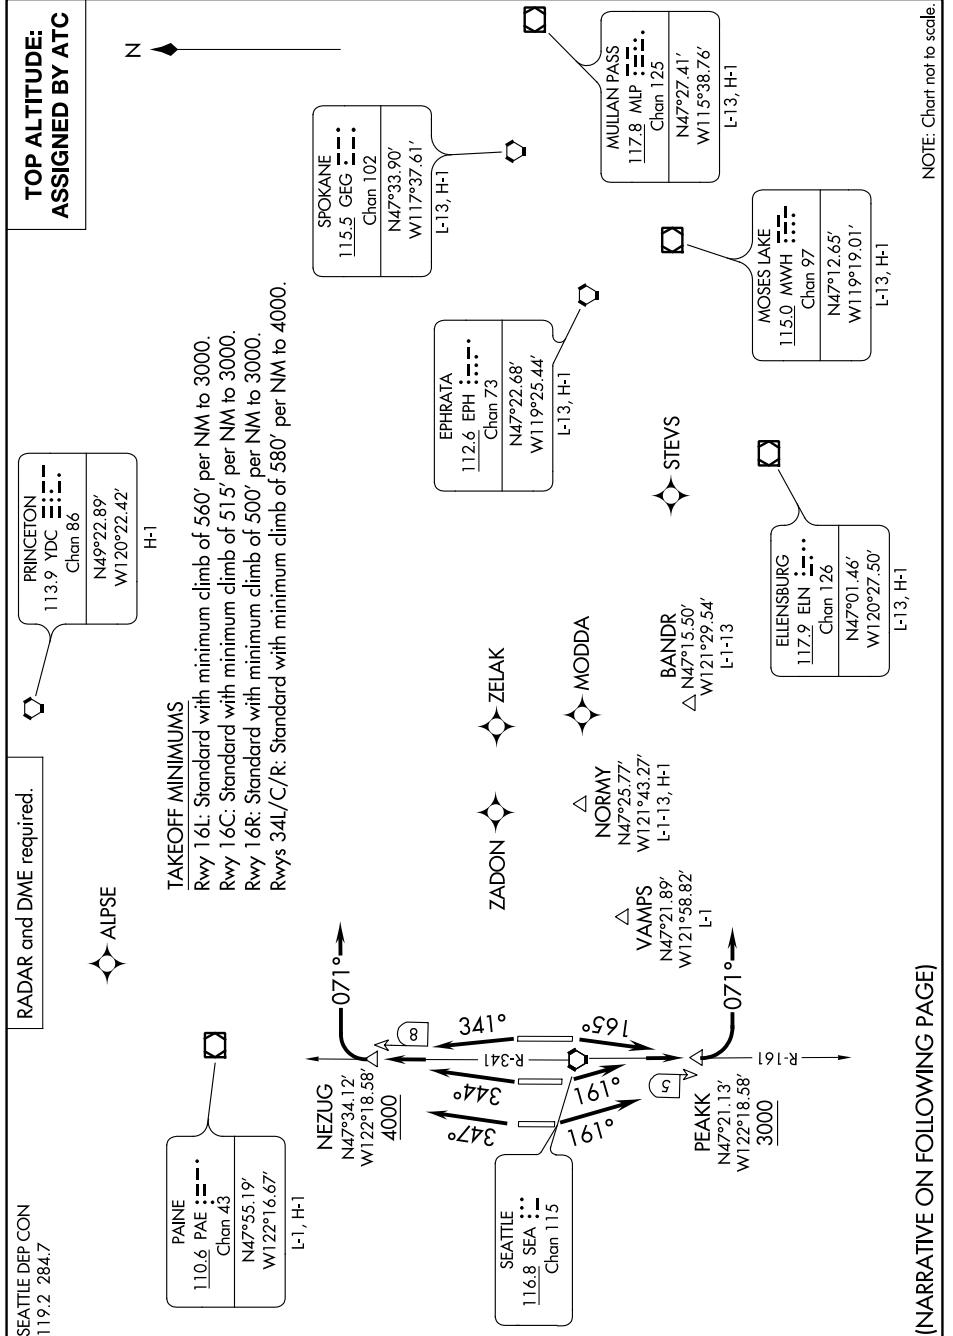 SEATTLE DEP CON
119.2 284.7
RADAR and DME required.
TOP ALTITUDE:
ASSIGNED BY ATC
PRINCETON
113.9 YDC
Chan 86
N49°22.89′
W120°22.42′
H-1
ALPSE
N
PAINE
110.6 PAE
Chan 43
N47°55.19′
W122°16.67′
L-1, H-1
TAKEOFF MINIMUMS
Rwy 16L: Standard with minimum climb of 560′ per NM to 3000.
Rwy 16C: Standard with minimum climb of 515′ per NM to 3000.
Rwy 16R: Standard with minimum climb of 500′ per NM to 3000.
Rwys 34L/C/R: Standard with minimum climb of 580′ per NM to 4000.
SPOKANE
115.5 GEG
Chan 102
N47°33.90′
W117°37.61′
L-13, H-1
NEZUG
N47°34.12′
W122°18.58′
4000
071°
8
347°
344°
341°
R-341
EPHRATA
112.6 EPH
Chan 73
N47°22.68′
W119°25.44′
L-13, H-1
ZADON
ZELAK
MODDA
SEATTLE
116.8 SEA
Chan 115
191°
191°
165°
NORMY
N47°25.77′
W121°43.27′
L-1-13, H-1
VAMPS
N47°21.89′
W121°58.82′
L-1
BANDR
N47°15.50′
W121°29.54′
L-1-13
STEVS
MULLAN PASS
117.8 MLP
Chan 125
N47°27.41′
W115°38.76′
L-13, H-1
5
PEAKK
N47°21.13′
W122°18.58′
3000
071°
R-161
MOSES LAKE
115.0 MWH
Chan 97
N47°12.65′
W119°19.01′
L-13, H-1
ELLENSBURG
117.9 ELN
Chan 126
N47°01.46′
W120°27.50′
L-13, H-1
(NARRATIVE ON FOLLOWING PAGE)
NOTE: Chart not to scale.